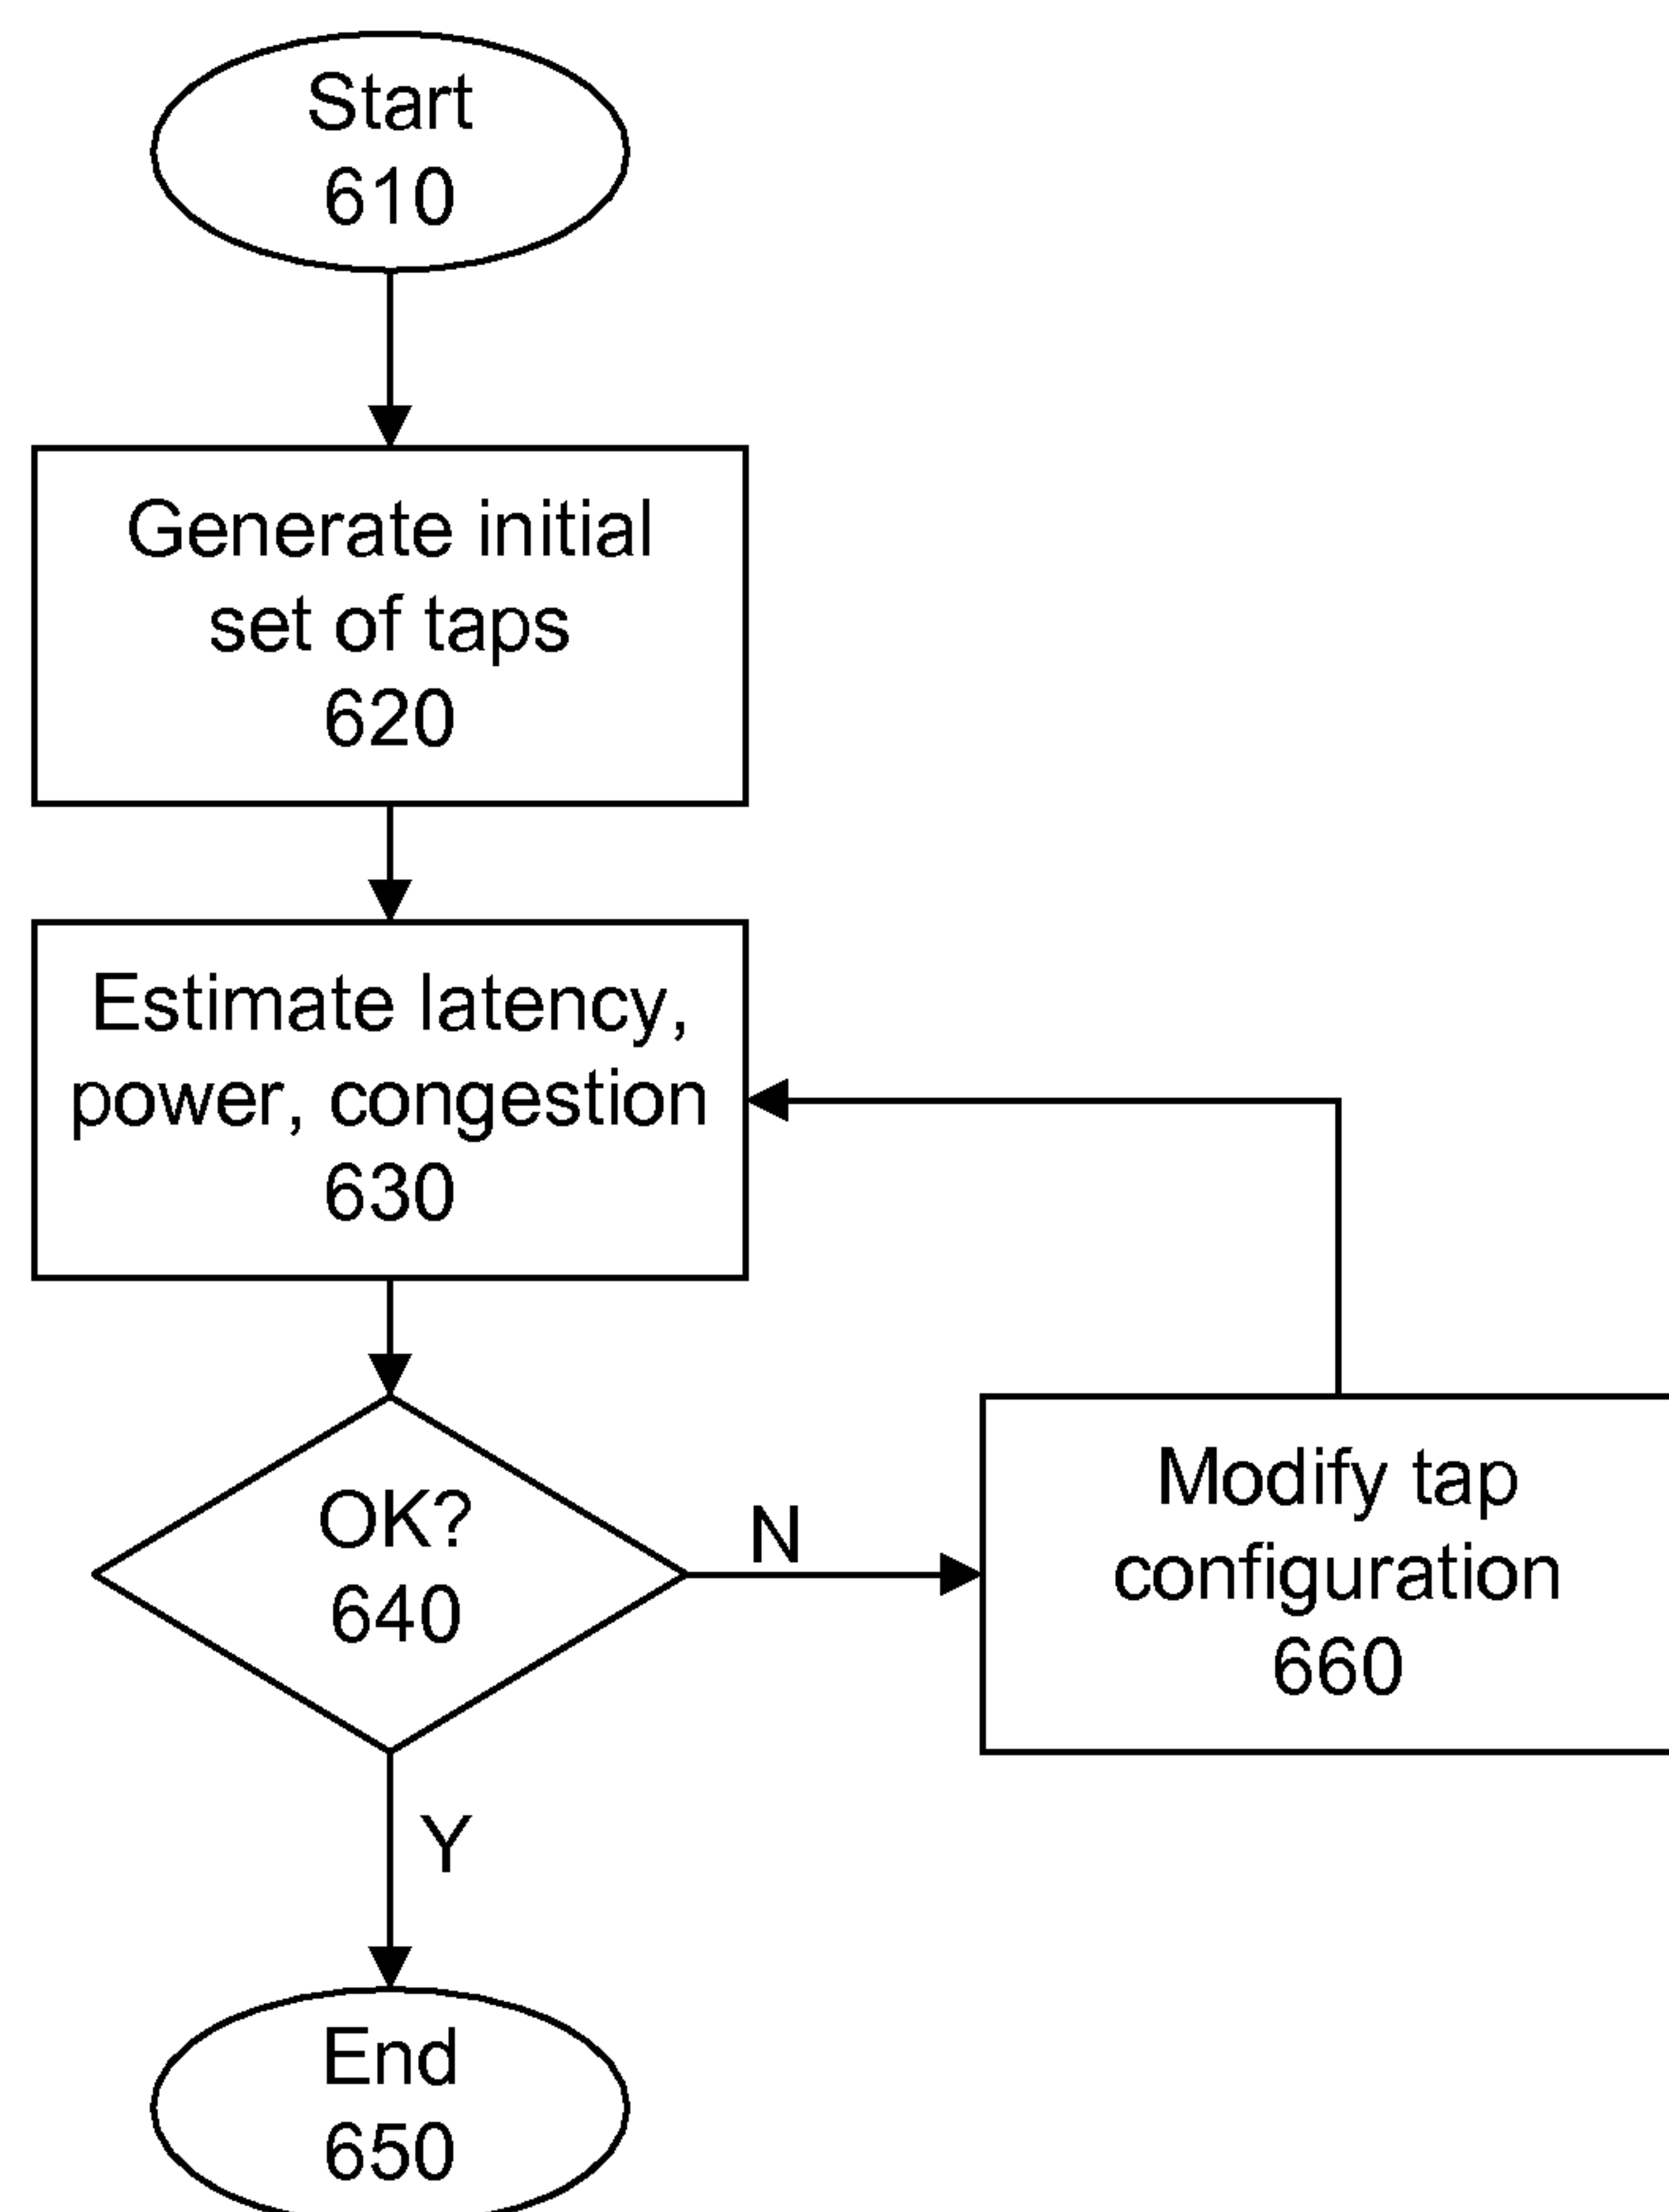 Start
610
Generate initial
set of taps
620
Estimate latency,
power, congestion
630
OK?
640
N
Modify tap
configuration
660
Y
End
650